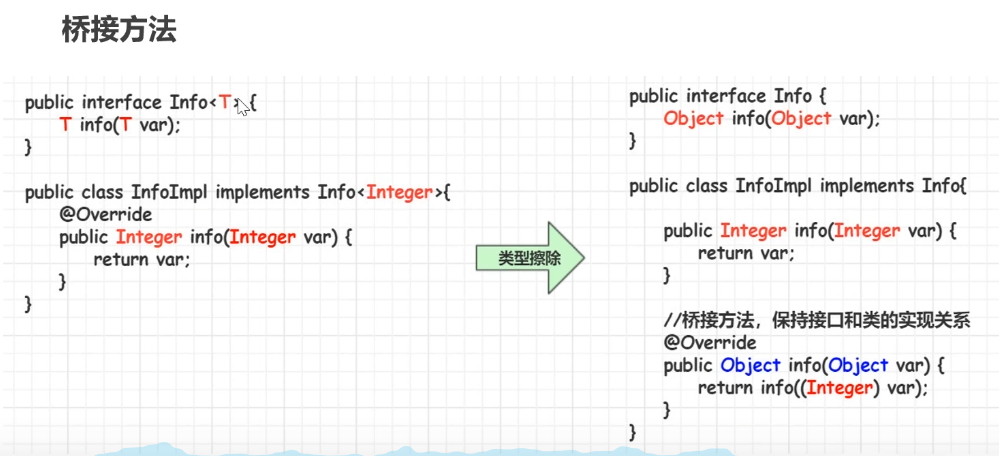 桥接方法
public interface Info<T> {
T info(T var);
}
public class InfoImpl implements Info<Integer>{
@Override
public Integer info(Integer var) {
return var;
}
}
类型擦除
public interface Info {
Object info(Object var);
}
public class InfoImpl implements Info{
public Integer info(Integer var) {
return var;
}
//桥接方法，保持接口和类的实现关系
@Override
public Object info(Object var) {
return info((Integer) var);
}
}